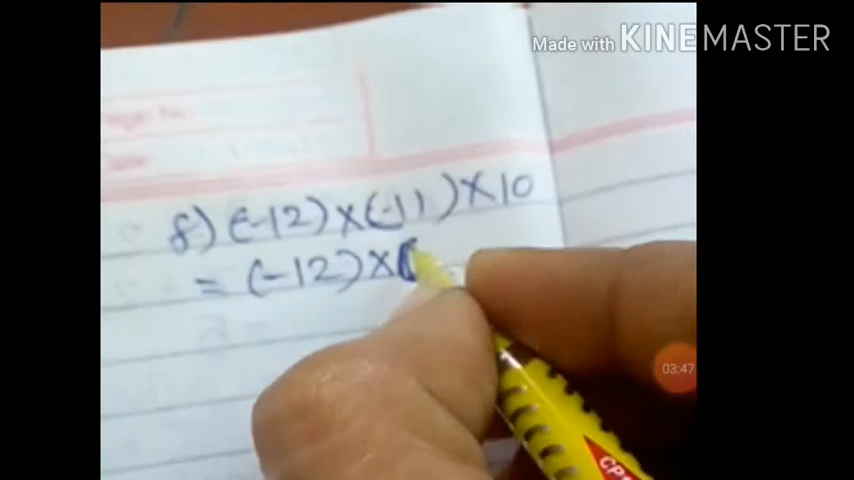 Made with KINEMASTER
8) (-12) × (-11) × 10
= (-12) × (
03:47